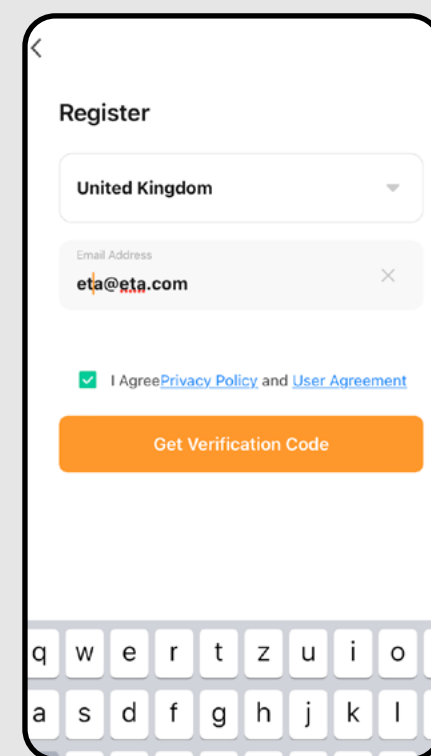 Register
United Kingdom
Email Address
eta@eta.com
I AgreePrivacy Policy and User Agreement
Get Verification Code
q w e r t z u i o
a s d f g h j k l